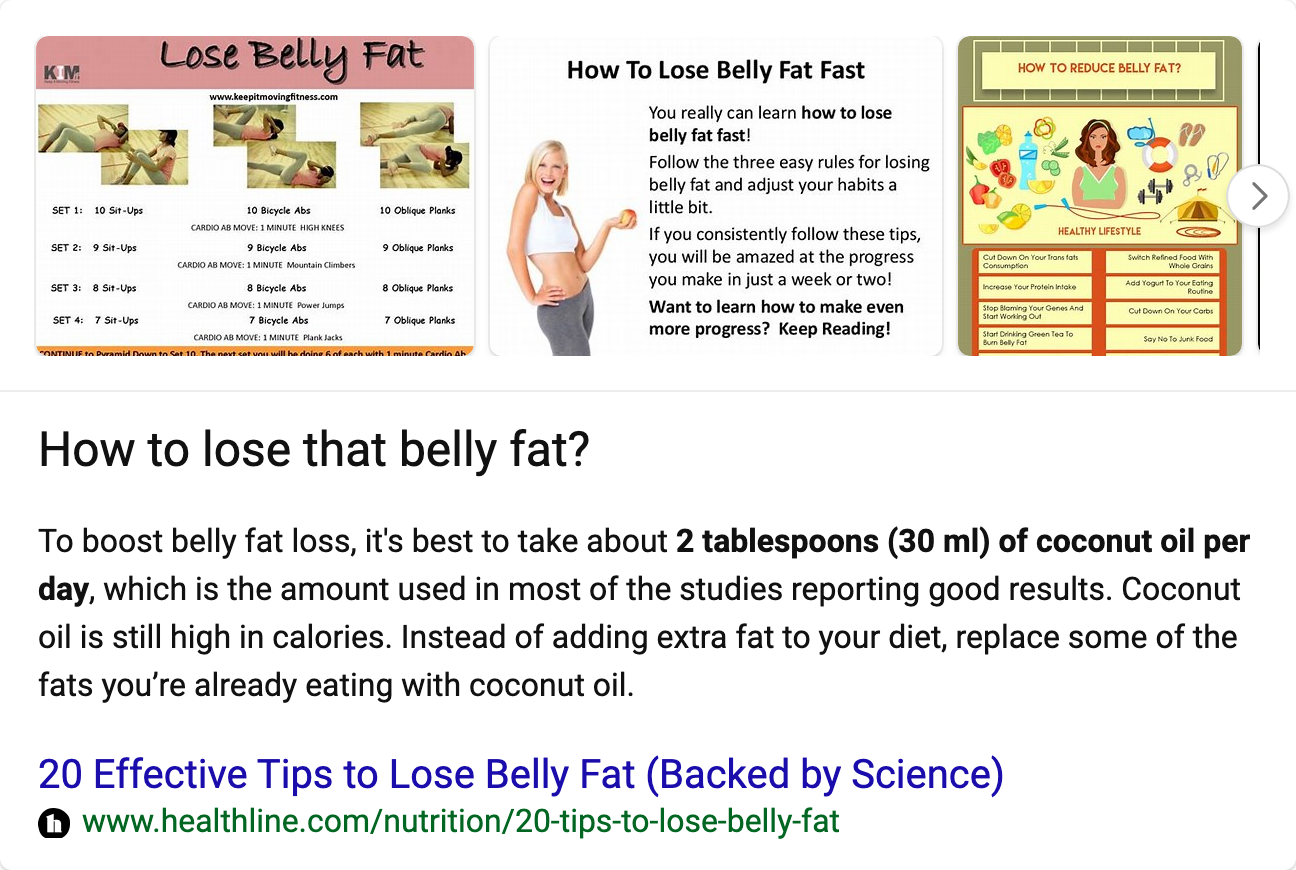 Lose Belly Fat
KIM
www.keepitmovingfitness.com
SET 1: 10 Sit-Ups 10 Bicycle Abs 10 Oblique Planks
CARDIO AB MOVE: 1 MINUTE HIGH KNEES
SET 2: 9 Sit-Ups 9 Bicycle Abs 9 Oblique Planks
CARDIO AB MOVE: 1 MINUTE Mountain Climbers
SET 3: 8 Sit-Ups 8 Bicycle Abs 8 Oblique Planks
CARDIO AB MOVE: 1 MINUTE Power Jumps
SET 4: 7 Sit-Ups 7 Bicycle Abs 7 Oblique Planks
CARDIO AB MOVE: 1 MINUTE Plank Jacks
CONTINUE to Pyramid Down to Set 10. The next set you will be doing 6 of each with 1 minute Cardio Ab
How To Lose Belly Fat Fast
You really can learn how to lose
belly fat fast!
Follow the three easy rules for losing
belly fat and adjust your habits a
little bit.
If you consistently follow these tips,
you will be amazed at the progress
you make in just a week or two!
Want to learn how to make even
more progress? Keep Reading!
HOW TO REDUCE BELLY FAT?
HEALTHY LIFESTYLE
Cut Down On Your Trans fats
Consumption
Switch Refined Food With
Whole Grains
Increase Your Protein Intake
Add Yogurt To Your Eating
Routine
Stop Blaming Your Genes And
Start Working Out
Cut Down On Your Carbs
Start Drinking Green Tea To
Burn Belly Fat
Say No To Junk Food
How to lose that belly fat?
To boost belly fat loss, it's best to take about 2 tablespoons (30 ml) of coconut oil per
day, which is the amount used in most of the studies reporting good results. Coconut
oil is still high in calories. Instead of adding extra fat to your diet, replace some of the
fats you’re already eating with coconut oil.
20 Effective Tips to Lose Belly Fat (Backed by Science)
h www.healthline.com/nutrition/20-tips-to-lose-belly-fat